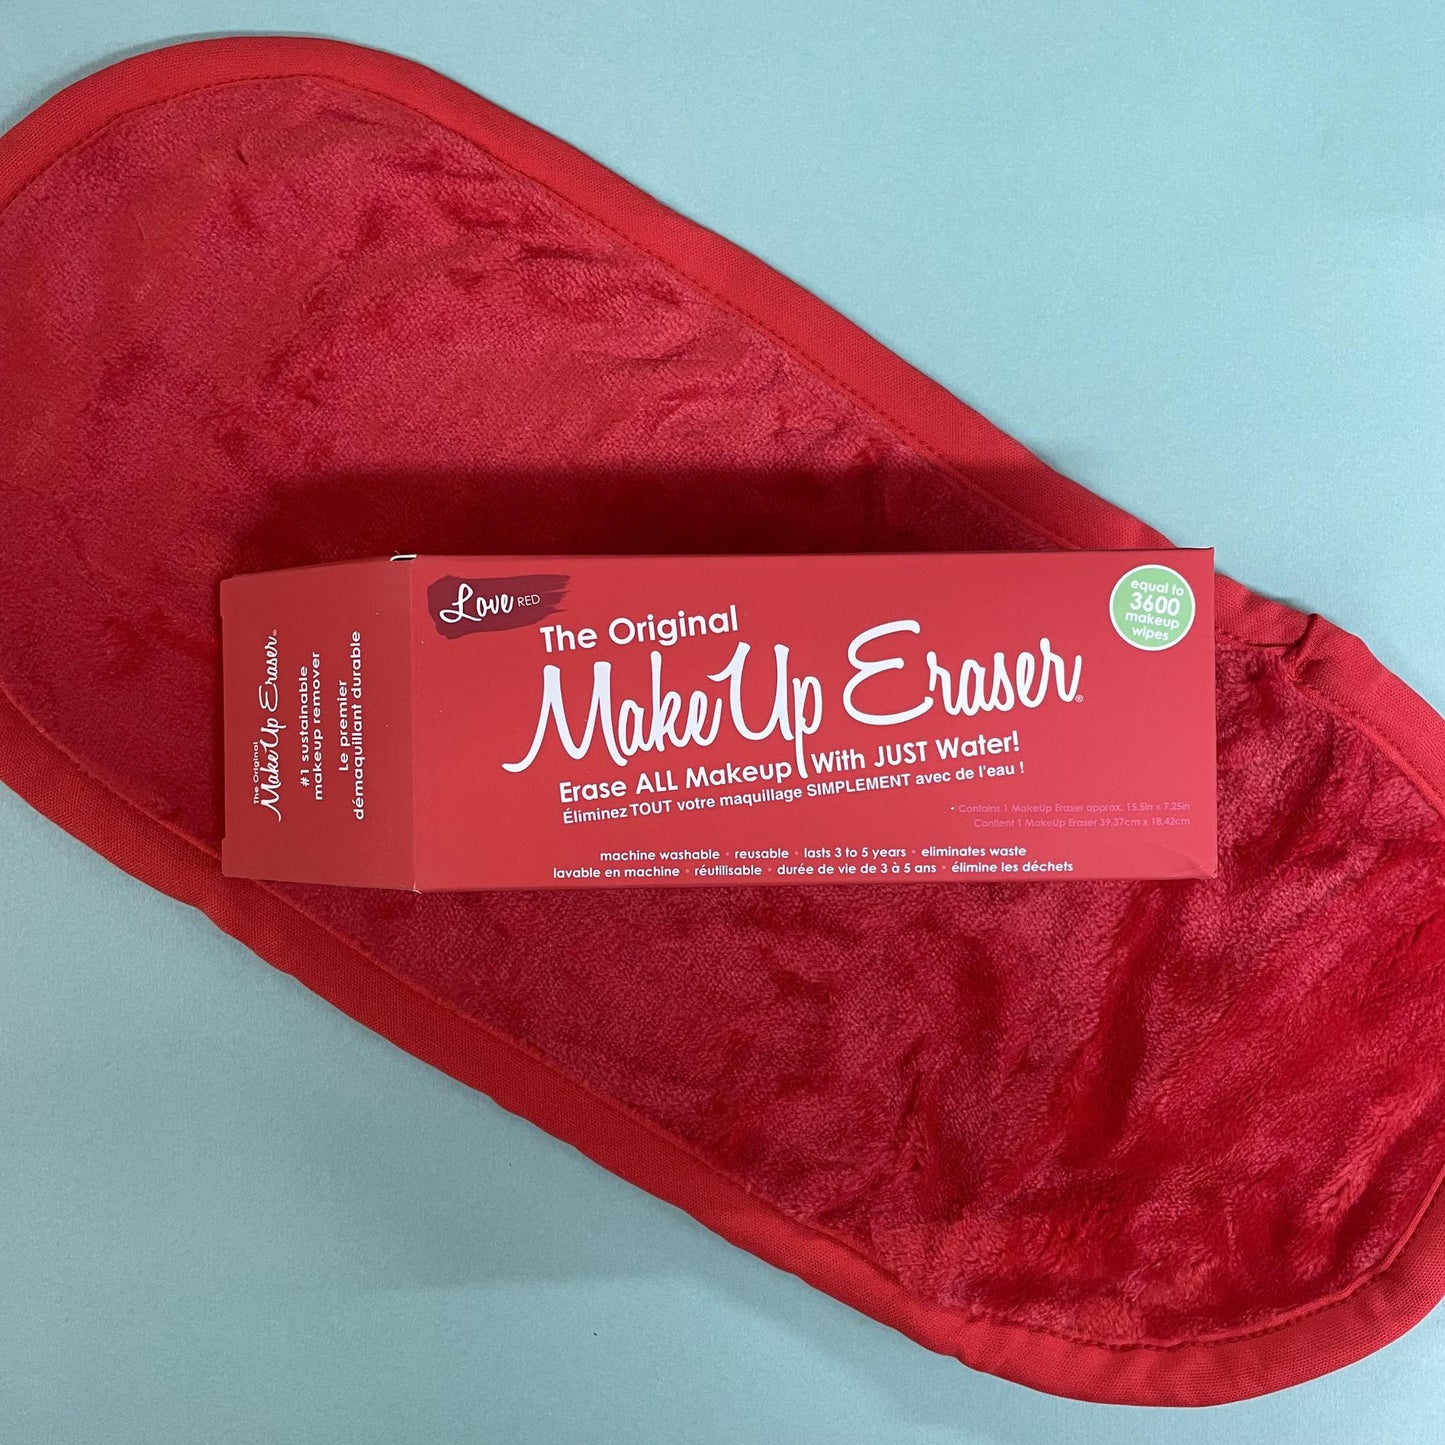 The Original
MakeUp Eraser®
#1 sustainable
makeup remover
Le premier
démaquillant durable
Love RED
The Original
MakeUp Eraser®
Erase ALL Makeup With JUST Water!
Éliminez TOUT votre maquillage SIMPLEMENT avec de l'eau !
equal to
3600
makeup
wipes
• Contains 1 MakeUp Eraser approx. 15.5in x 7.25in
Contient 1 MakeUp Eraser 39,37cm x 18,42cm
machine washable • reusable • lasts 3 to 5 years • eliminates waste
lavable en machine • réutilisable • durée de vie de 3 à 5 ans • élimine les déchets